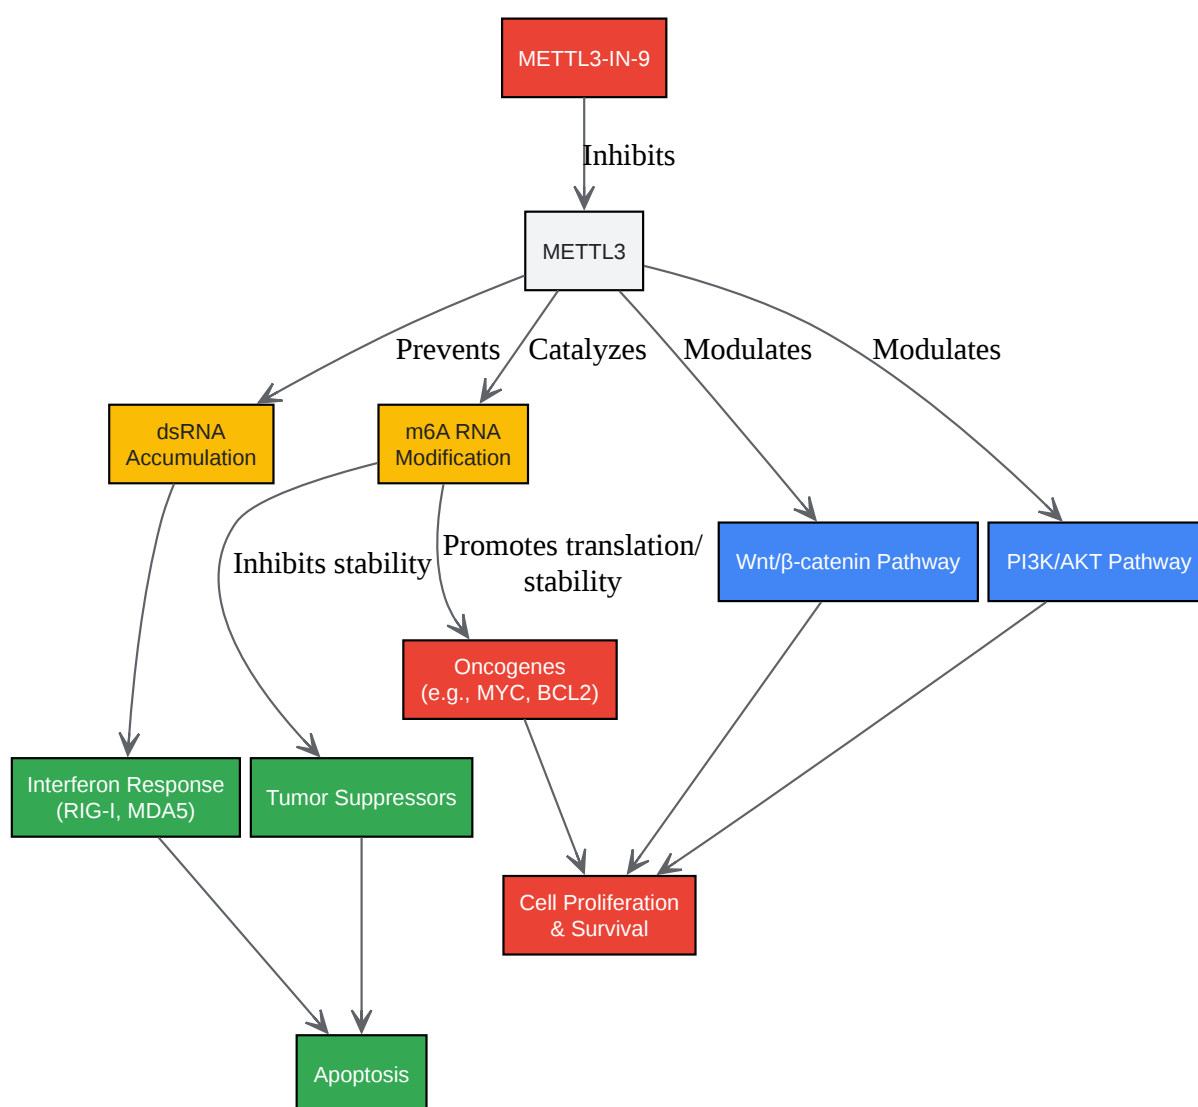 METTL3-IN-9
Inhibits
METTL3
Prevents
Catalyzes
Modulates
Modulates
dsRNA
Accumulation
m6A RNA
Modification
Inhibits stability
Promotes translation/
stability
Wnt/β-catenin Pathway
PI3K/AKT Pathway
Oncogenes
(e.g., MYC, BCL2)
Interferon Response
(RIG-I, MDA5)
Tumor Suppressors
Cell Proliferation
& Survival
Apoptosis